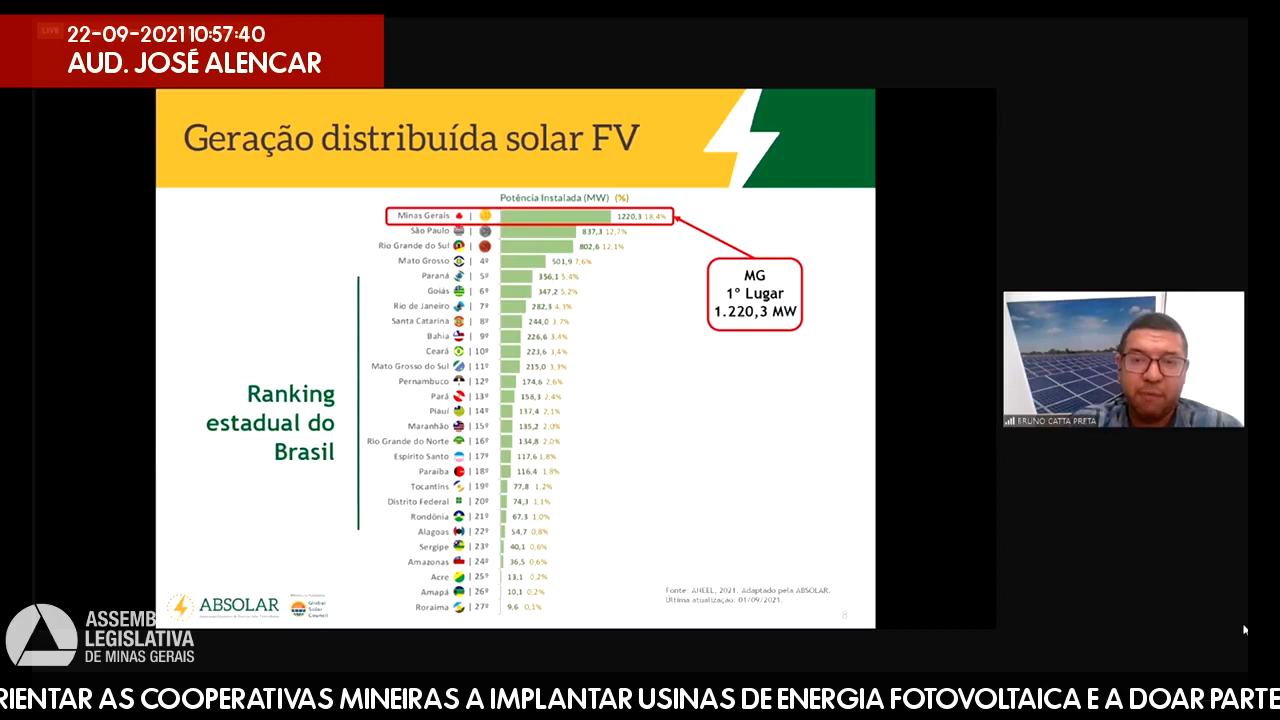 LIVE
22-09-2021 10:57:40
AUD. JOSÉ ALENCAR
Geração distribuída solar FV
Potência Instalada (MW) (%)
Minas Gerais | 1220,3 18,4%
São Paulo | 837,3 12,7%
Rio Grande do Sul | 802,6 12,1%
Mato Grosso | 4º 501,9 7,6%
Paraná | 5º 356,1 5,4%
Goiás | 6º 347,2 5,2%
Rio de Janeiro | 7º 282,3 4,3%
Santa Catarina | 8º 244,0 3,7%
Bahia | 9º 226,6 3,4%
Ceará | 10º 223,6 3,4%
Mato Grosso do Sul | 11º 215,0 3,3%
Pernambuco | 12º 174,6 2,6%
Pará | 13º 158,3 2,4%
Piauí | 14º 137,4 2,1%
Maranhão | 15º 135,2 2,0%
Rio Grande do Norte | 16º 134,8 2,0%
Espírito Santo | 17º 117,6 1,8%
Paraíba | 18º 116,4 1,8%
Tocantins | 19º 77,8 1,2%
Distrito Federal | 20º 74,3 1,1%
Rondônia | 21º 67,3 1,0%
Alagoas | 22º 54,7 0,8%
Sergipe | 23º 40,1 0,6%
Amazonas | 24º 36,5 0,6%
Acre | 25º 13,1 0,2%
Amapá | 26º 10,1 0,2%
Roraima | 27º 9,6 0,1%
MG
1º Lugar
1.220,3 MW
Ranking
estadual do
Brasil
BRUNO CATTA PRETA
Fonte: ANEEL, 2021. Adaptado pela ABSOLAR.
Última atualização: 01/09/2021.
8
ABSOLAR
Global
Solar
Council
ASSEMB
LEGISLATIVA
DE MINAS GERAIS
RIENTAR AS COOPERATIVAS MINEIRAS A IMPLANTAR USINAS DE ENERGIA FOTOVOLTAICA E A DOAR PARTE